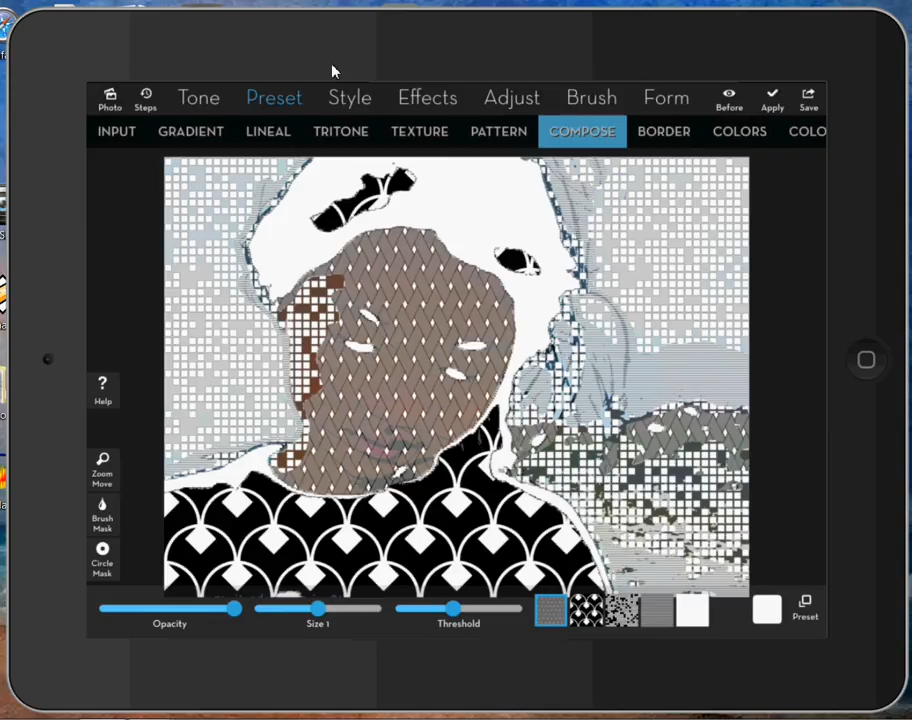 Photo Steps Tone Preset Style Effects Adjust Brush Form Before Apply Save
INPUT GRADIENT LINEAL TRITONE TEXTURE PATTERN COMPOSE BORDER COLORS COLO
?
Help
Zoom
Move
Brush
Mask
Circle
Mask
Opacity Size 1 Threshold Preset